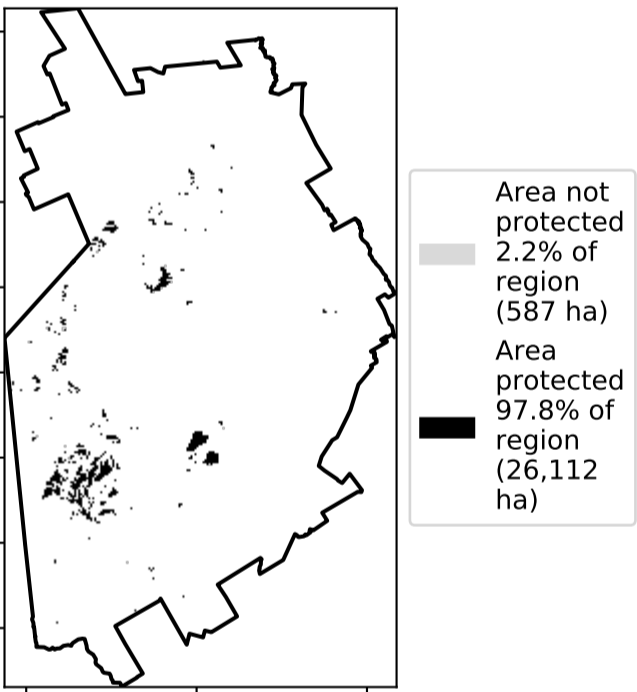 Area not
protected
2.2% of
region
(587 ha)
Area
protected
97.8% of
region
(26,112
ha)